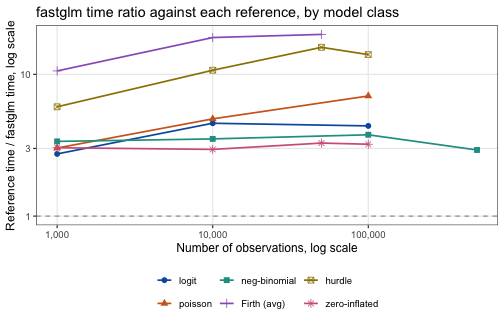 fastglm time ratio against each reference, by model class
Reference time / fastglm time, log scale
10
3
1
1,000
10,000
100,000
Number of observations, log scale
logit
neg-binomial
hurdle
poisson
Firth (avg)
zero-inflated